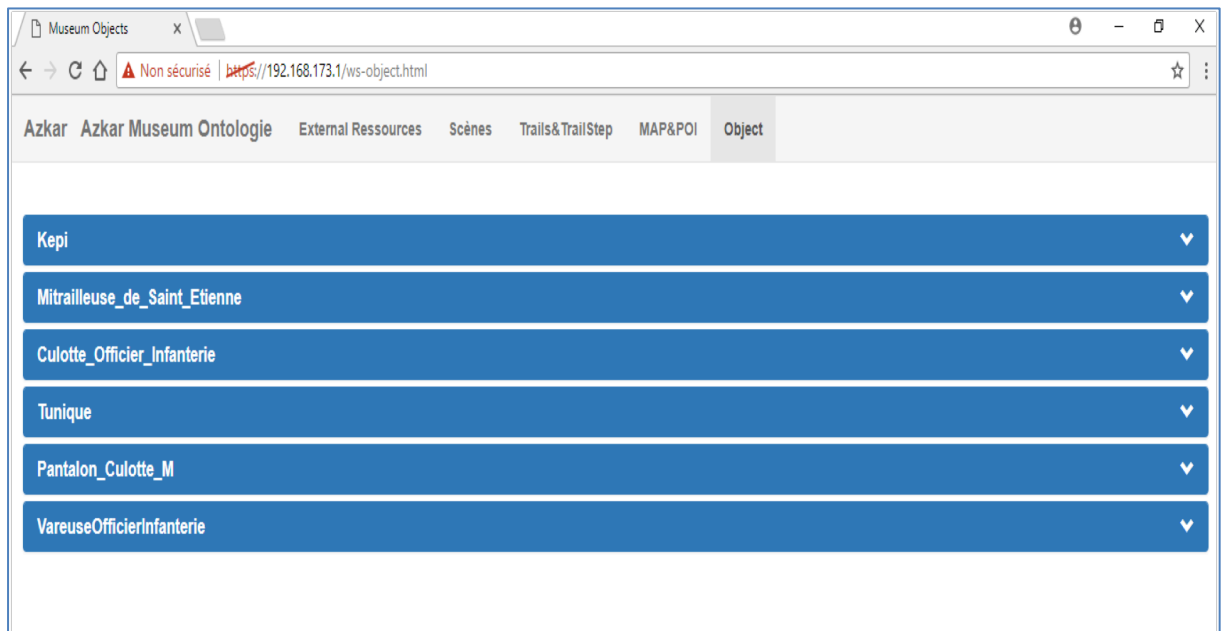 Museum Objects
Non sécurisé | https://192.168.173.1/ws-object.html
Azkar Azkar Museum Ontologie External Ressources Scènes Trails&TrailStep MAP&POI Object
Kepi
Mitrailleuse_de_Saint_Etienne
Culotte_Officier_Infanterie
Tunique
Pantalon_Culotte_M
VareuseOfficierInfanterie